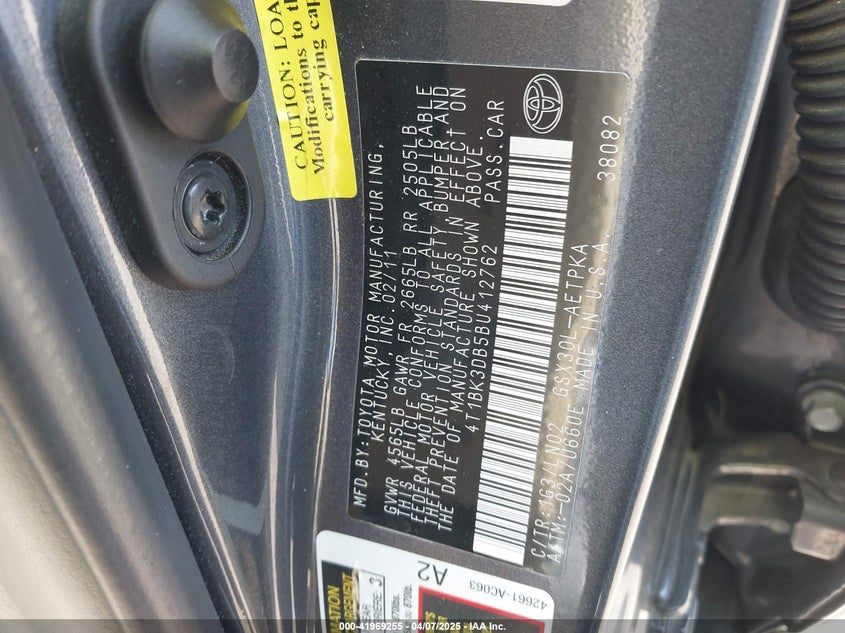 CAUTION: LOA
Modifications to th
carrying cap
MFD.BY:TOYOTA MOTOR MANUFACTURING,
KENTUCKY, INC.02/11
GVWR 4565LB GAWR FR 2665LB RR 2505LB
THIS VEHICLE CONFORMS TO ALL APPLICABLE
FEDERAL MOTOR VEHICLE SAFETY, BUMPER, AND
THEFT PREVENTION STANDARDS IN EFFECT ON
THE DATE OF MANUFACTURE SHOWN ABOVE.
4T1BK3DB5BU412762 PASS.CAR
C/TR: 1G3/LN02 GSX30L-AETPKA
A/TM:-02A/U660E MADE IN U.S.A. 38082
A2
42661-AC063
000-41969255 - 04/07/2025 - IAAI - Copart